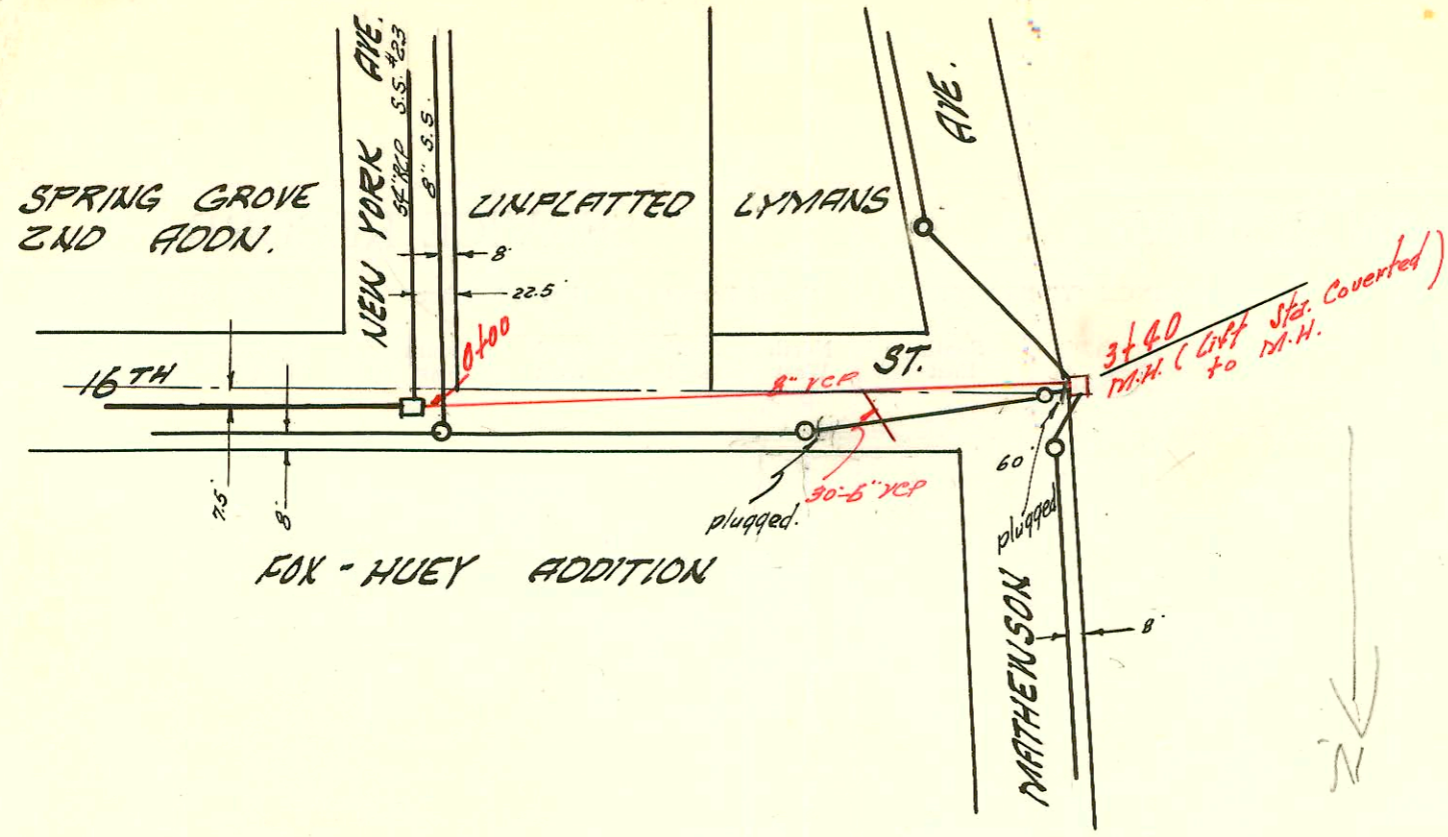 NEW YORK AVE.
54" RCP S.S. #23
8" S.S.
AVE.
SPRING GROVE
2ND ADDN.
UNPLATTED
LYMANS
8'
22.5'
0+00
3+40
M.H. (Lift Sta. Coverted)
to M.H.
16TH
ST.
8" VCP
7.5'
8'
plugged.
30'-6" VCP
60'
plugged
FOX - HUEY ADDITION
MATHEWSON
8'
N